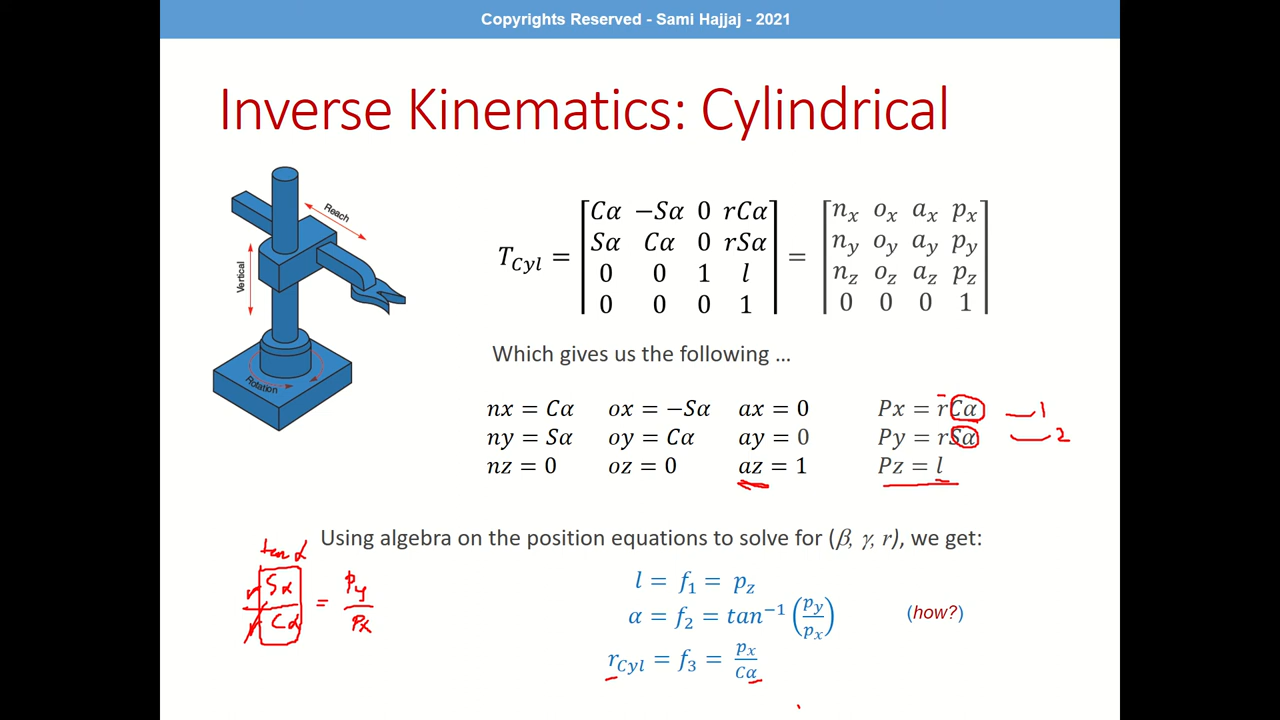 Copyrights Reserved - Sami Hajjaj - 2021
Inverse Kinematics: Cylindrical
Reach
Vertical
Rotation
T_Cyl = [Cα −Sα 0 rCα = [n_x o_x a_x p_x
Sα Cα 0 rSα n_y o_y a_y p_y
0 0 1 l n_z o_z a_z p_z
0 0 0 1] 0 0 0 1]
Which gives us the following ...
nx = Cα ox = −Sα ax = 0 Px = rCα 1
ny = Sα oy = Cα ay = 0 Py = rSα 2
nz = 0 oz = 0 az = 1 Pz = l
Using algebra on the position equations to solve for (β, γ, r), we get:
tan α
r Sα / r Cα = Py / Px
l = f₁ = p_z
α = f₂ = tan⁻¹(p_y/p_x) (how?)
r_Cyl = f₃ = p_x/Cα